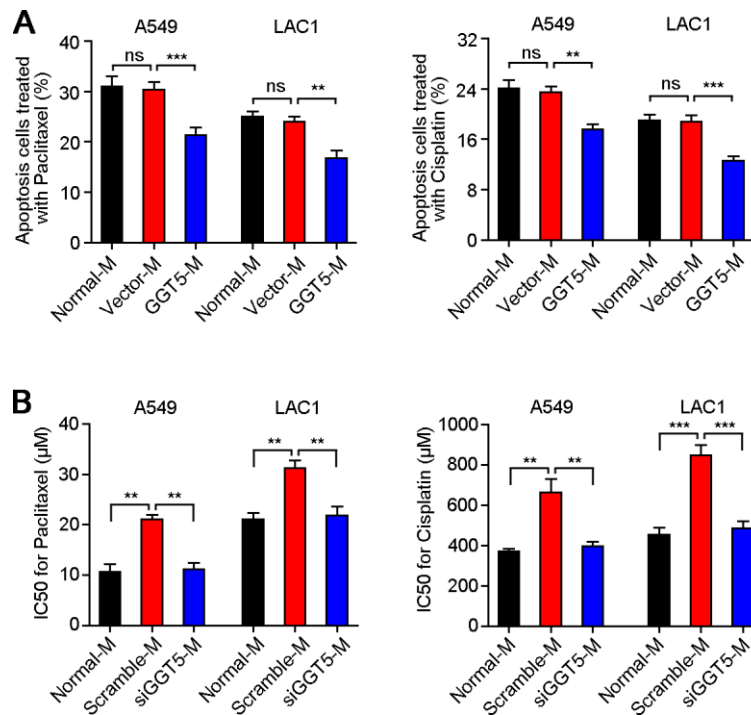 A
A549 LAC1
Apoptosis cells treated
with Paclitaxel (%)
40
30
20
10
0
ns *** ns **
Normal-M Vector-M GGT5-M Normal-M Vector-M GGT5-M
A549 LAC1
Apoptosis cells treated
with Cisplatin (%)
24
16
8
0
32
ns ** ns ***
Normal-M Vector-M GGT5-M Normal-M Vector-M GGT5-M
B
A549 LAC1
IC50 for Paclitaxel (μM)
40
30
20
10
0
** ** ** **
Normal-M Scramble-M siGGT5-M Normal-M Scramble-M siGGT5-M
A549 LAC1
IC50 for Cisplatin (μM)
1000
800
600
400
200
0
** ** *** ***
Normal-M Scramble-M siGGT5-M Normal-M Scramble-M siGGT5-M